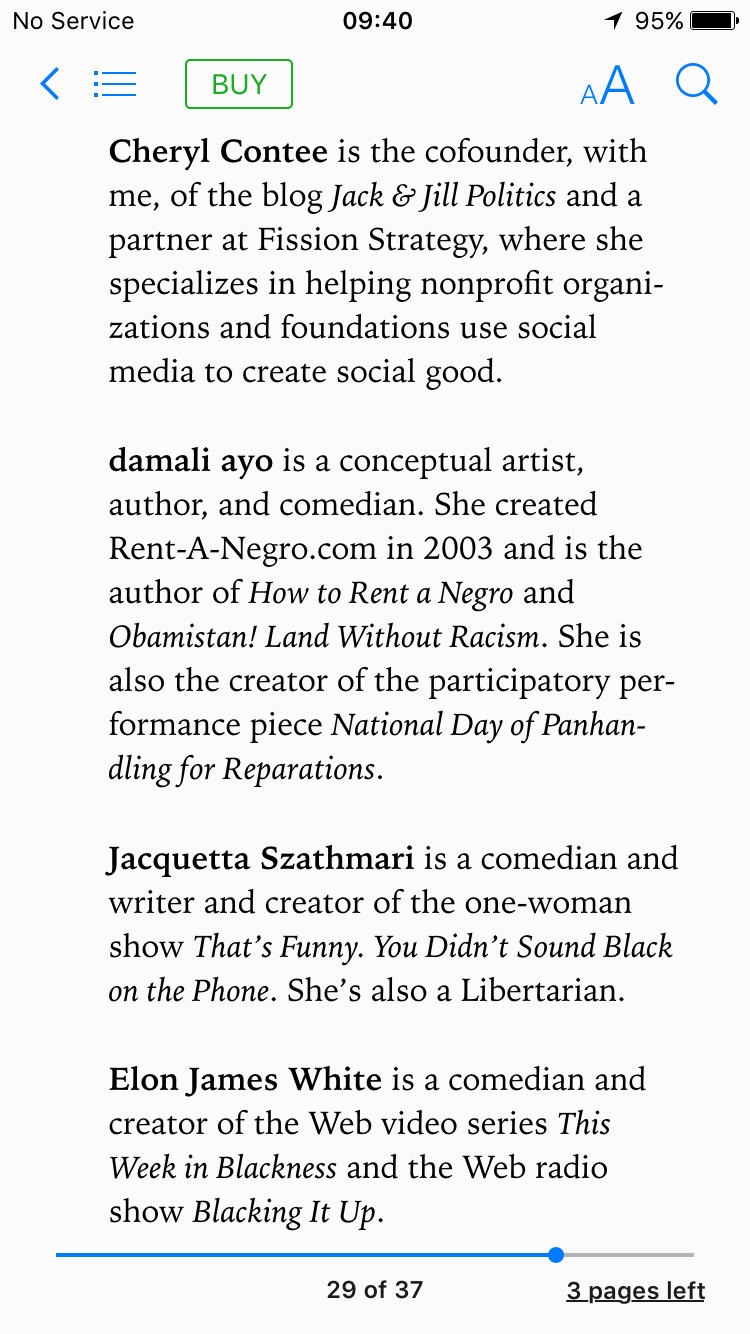 No Service 09:40 95%
BUY AA
Cheryl Contee is the cofounder, with
me, of the blog Jack & Jill Politics and a
partner at Fission Strategy, where she
specializes in helping nonprofit organi-
zations and foundations use social
media to create social good.
damali ayo is a conceptual artist,
author, and comedian. She created
Rent-A-Negro.com in 2003 and is the
author of How to Rent a Negro and
Obamistan! Land Without Racism. She is
also the creator of the participatory per-
formance piece National Day of Panhan-
dling for Reparations.
Jacquetta Szathmari is a comedian and
writer and creator of the one-woman
show That’s Funny. You Didn’t Sound Black
on the Phone. She’s also a Libertarian.
Elon James White is a comedian and
creator of the Web video series This
Week in Blackness and the Web radio
show Blacking It Up.
29 of 37 3 pages left